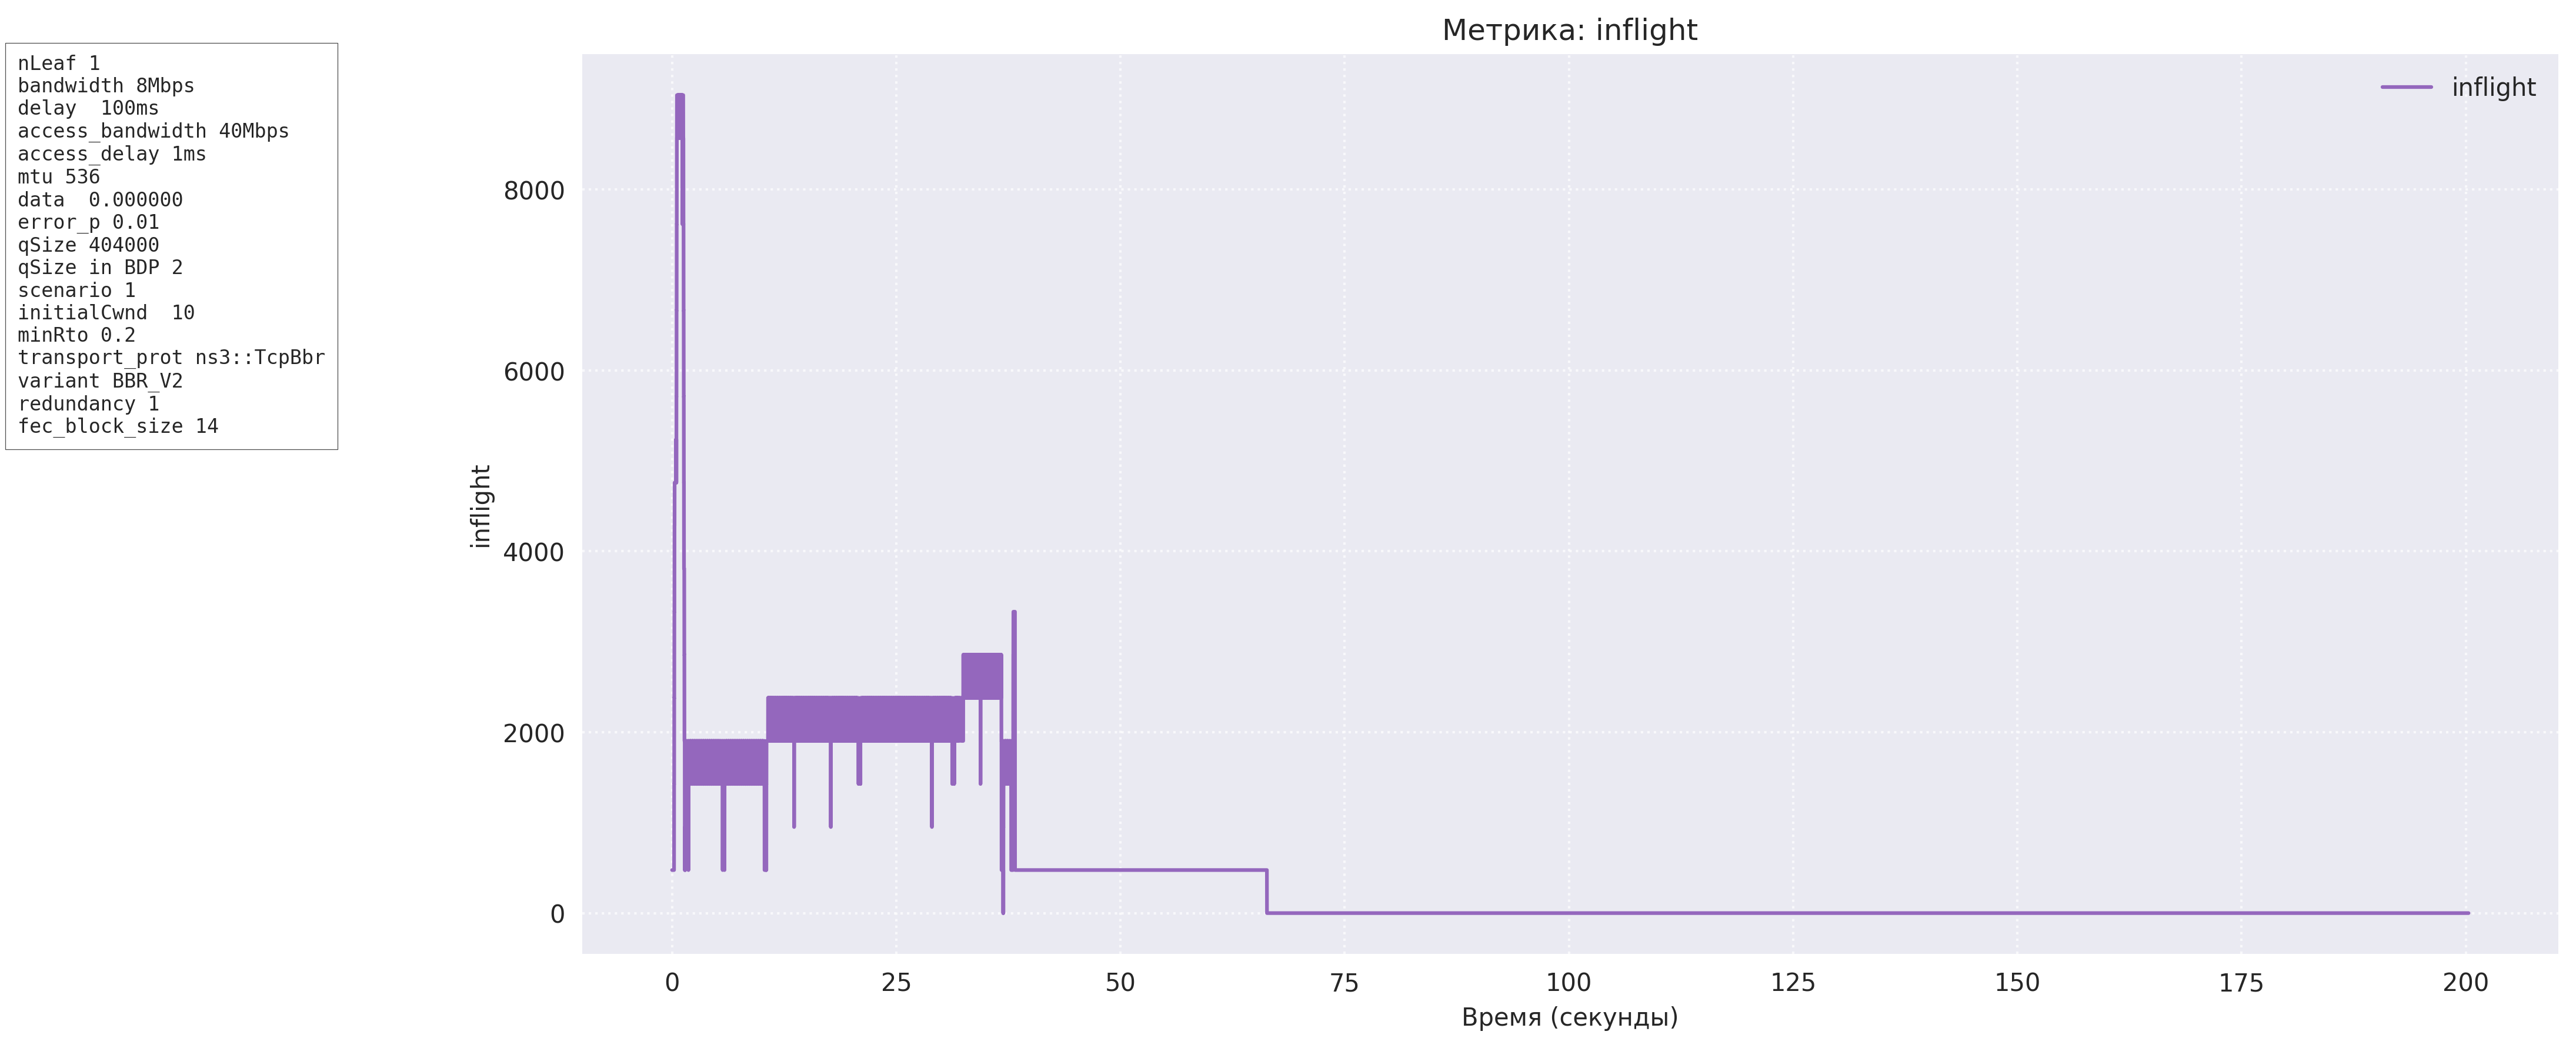 Метрика: inflight
nLeaf 1
bandwidth 8Mbps
delay  100ms
access_bandwidth 40Mbps
access_delay 1ms
mtu 536
data  0.000000
error_p 0.01
qSize 404000
qSize in BDP 2
scenario 1
initialCwnd  10
minRto 0.2
transport_prot ns3::TcpBbr
variant BBR_V2
redundancy 1
fec_block_size 14
inflight
inflight
8000
6000
4000
2000
0
0 25 50 75 100 125 150 175 200
Время (секунды)